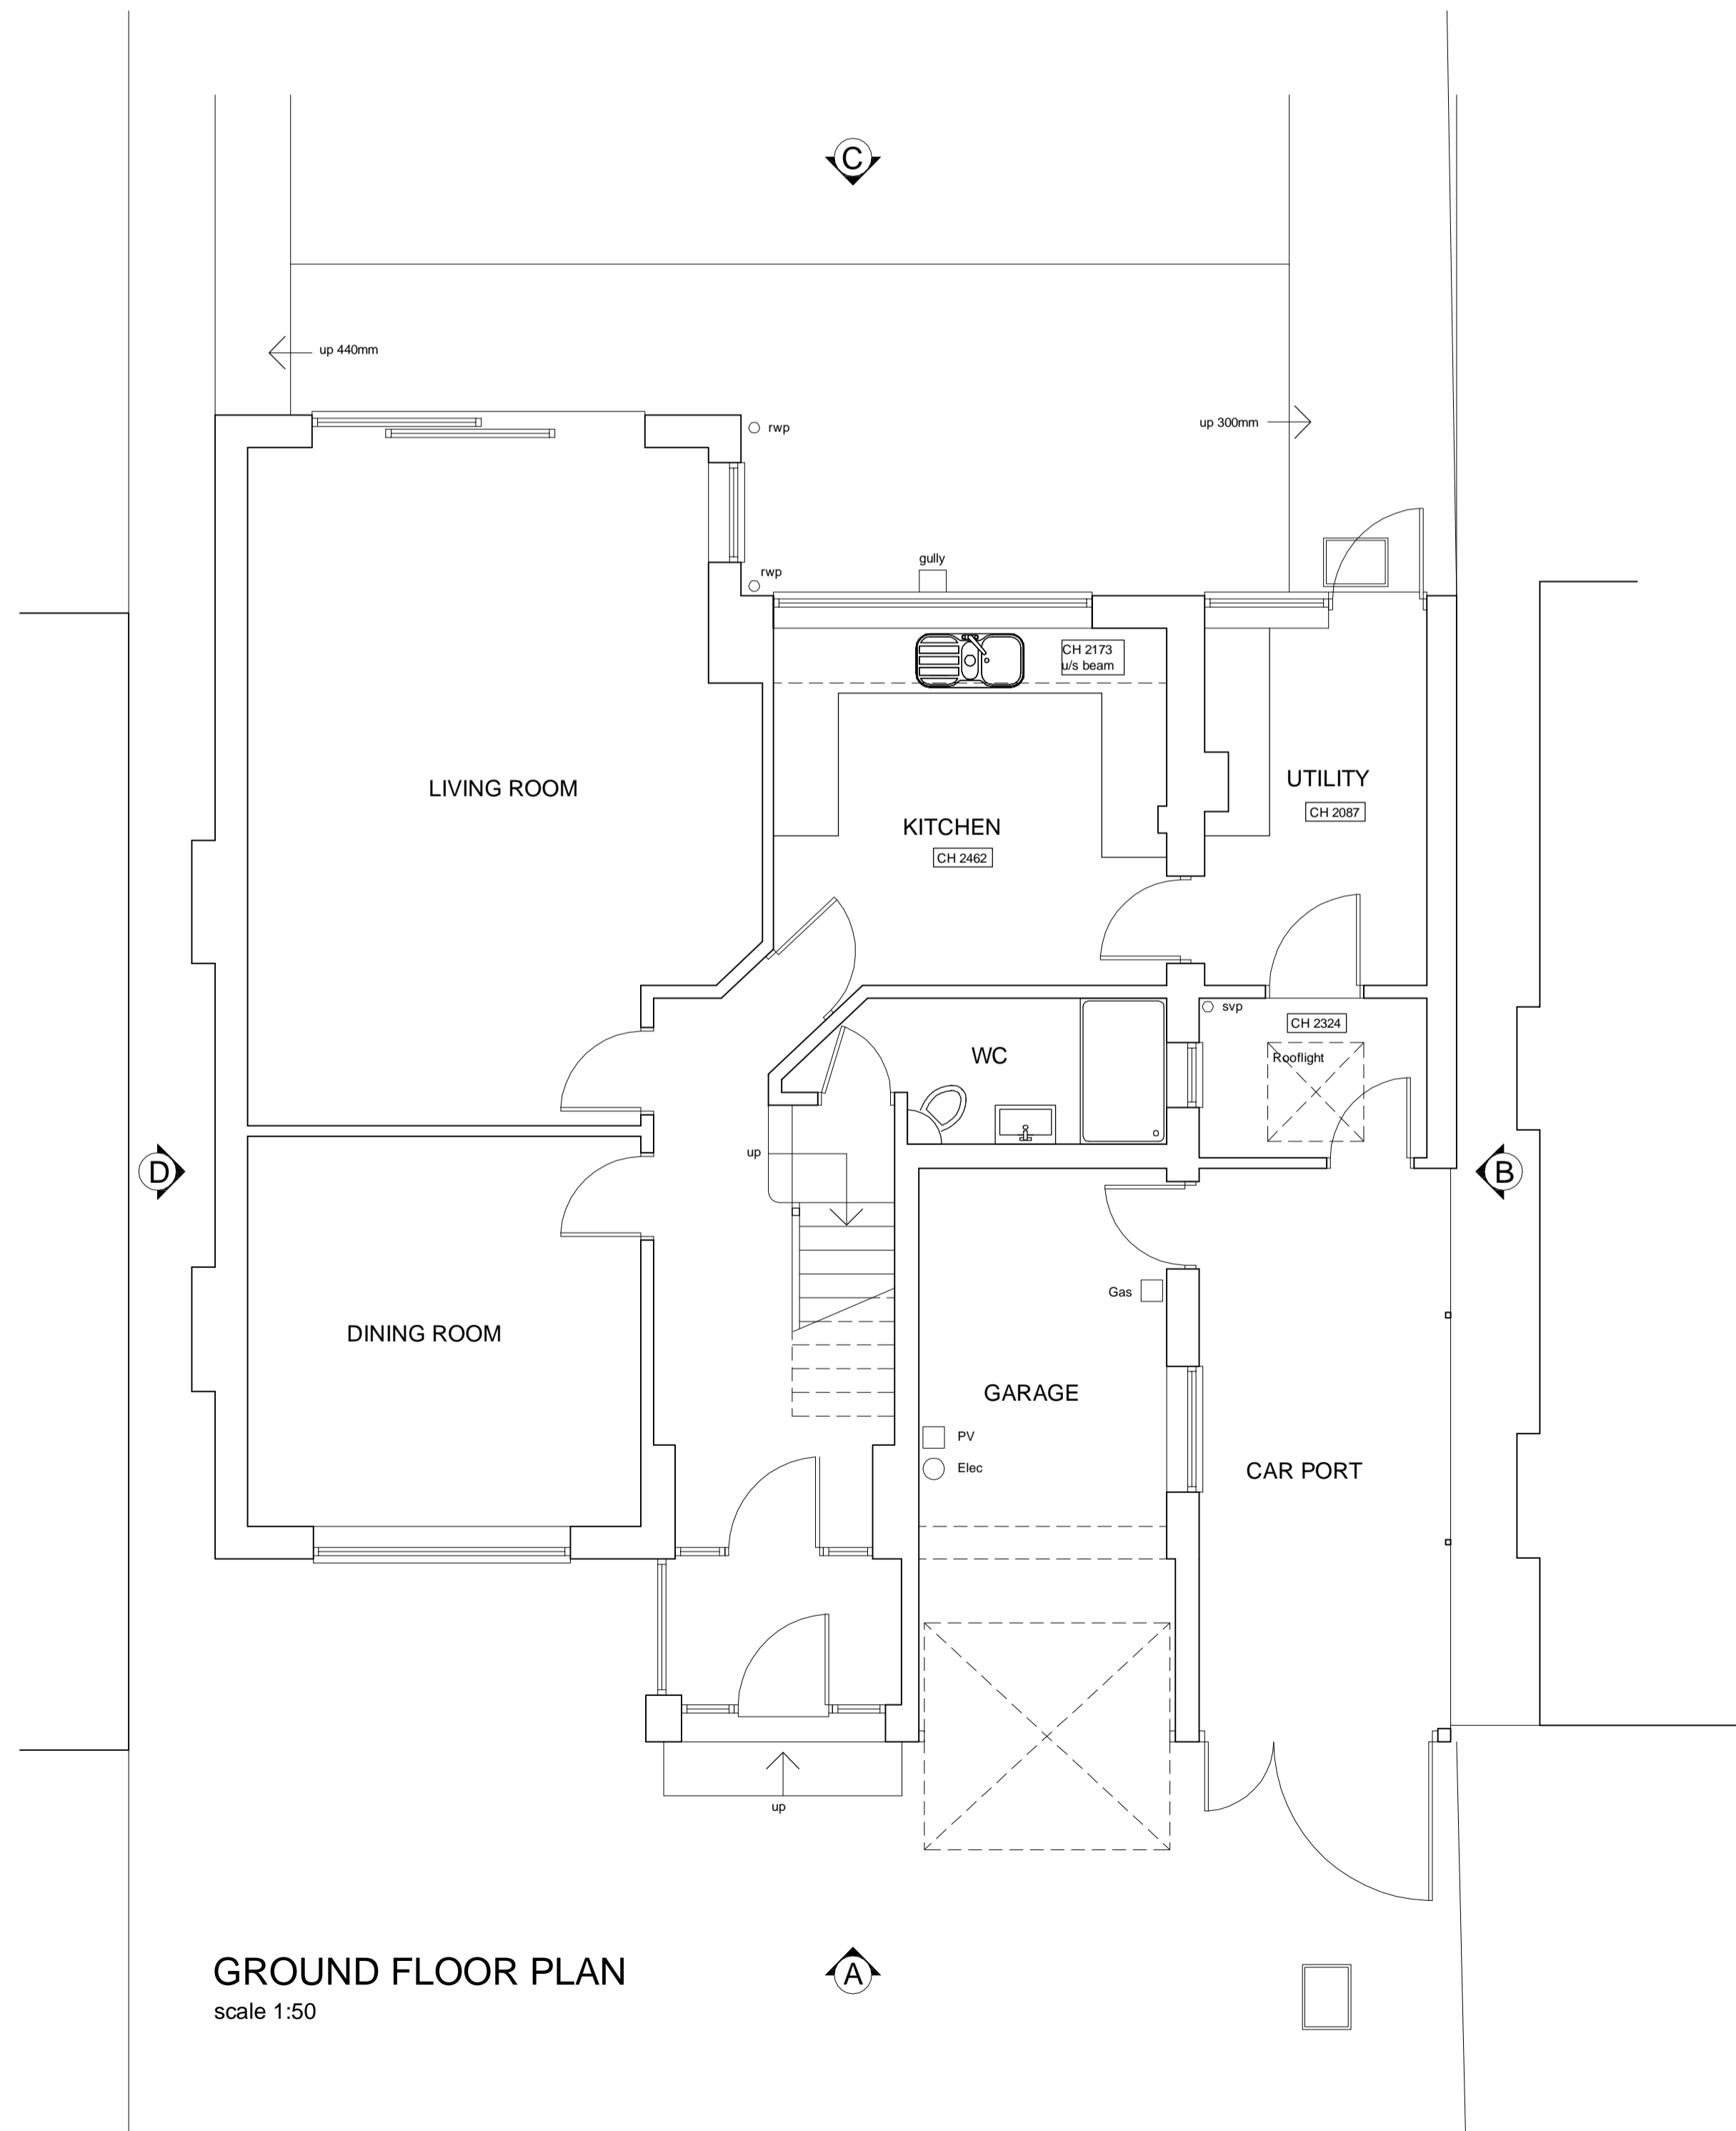 C
up 440mm
up 300mm
rwp
gully
rwp
CH 2173
u/s beam
LIVING ROOM
UTILITY
CH 2087
KITCHEN
CH 2462
svp
CH 2324
WC
Rooflight
up
D
B
Gas
DINING ROOM
GARAGE
PV
Elec
CAR PORT
up
GROUND FLOOR PLAN
scale 1:50
A